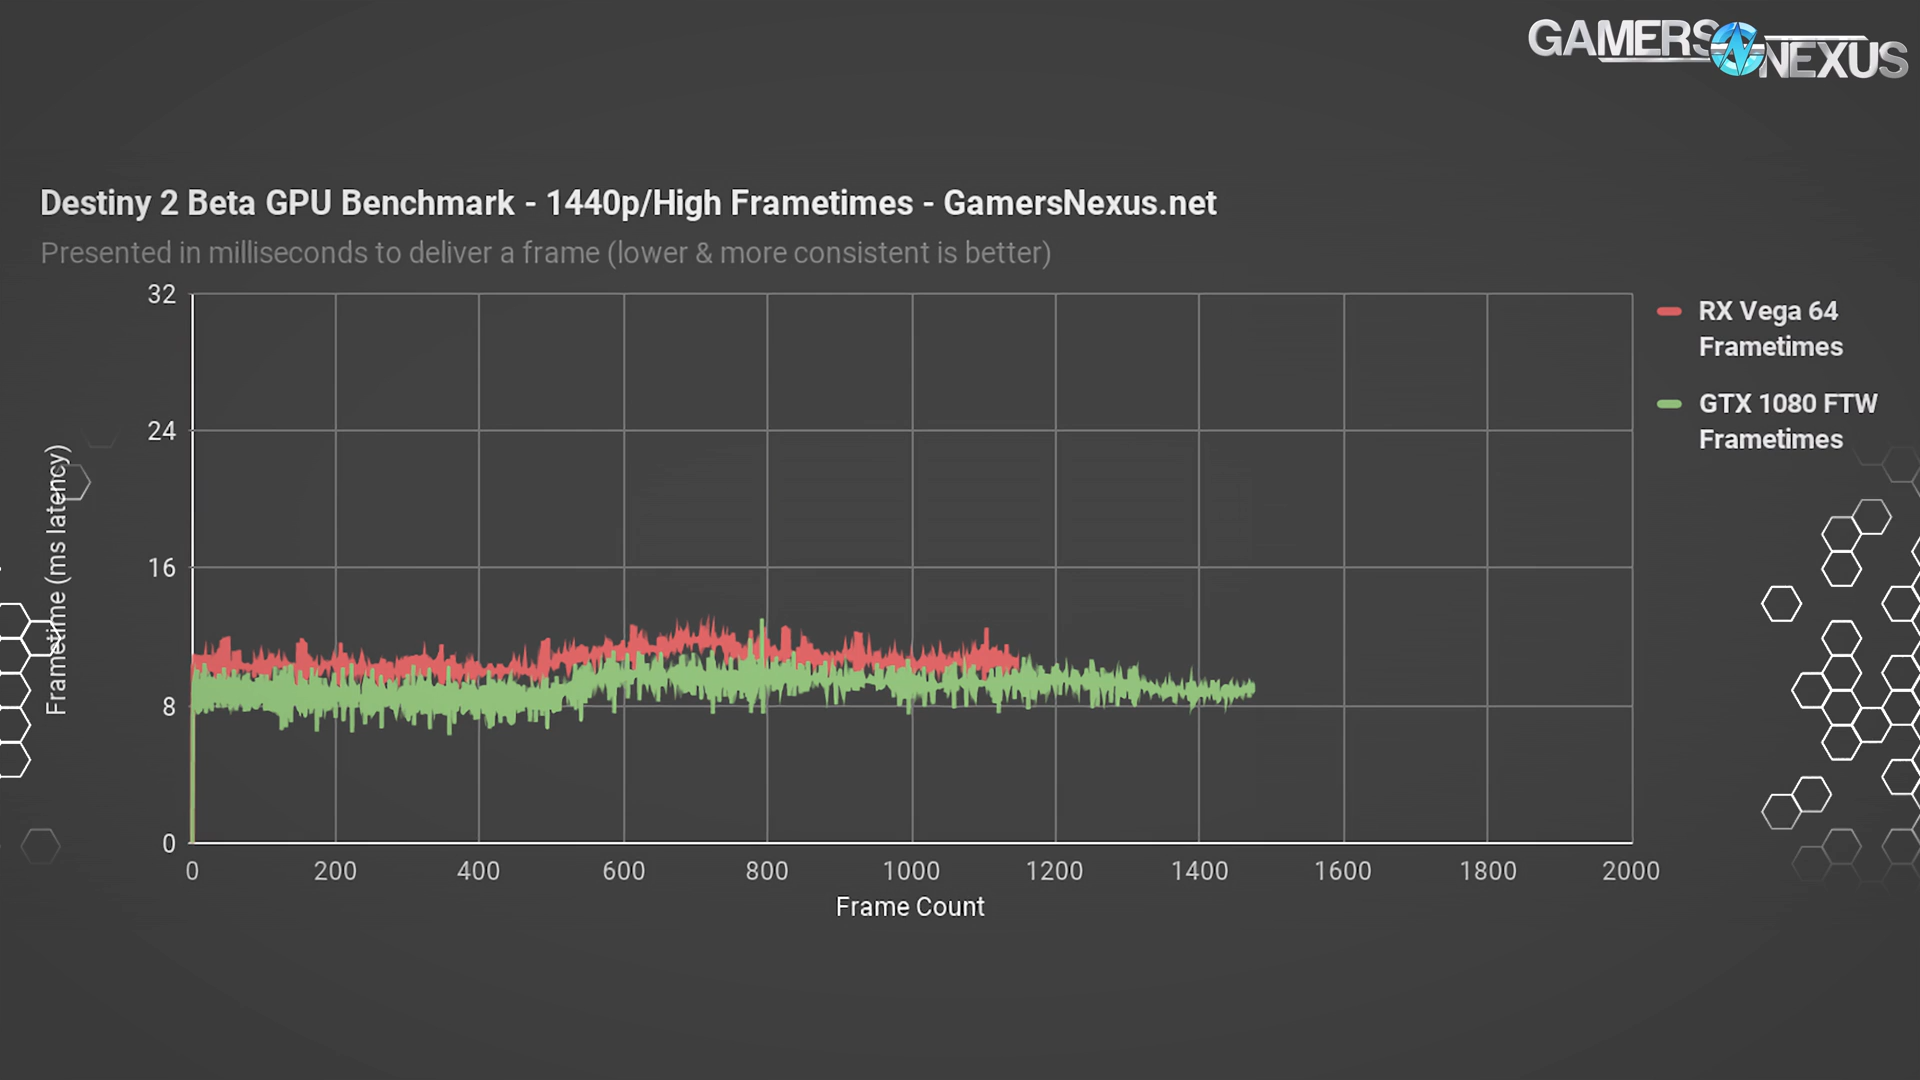 GAMERS NEXUS
Destiny 2 Beta GPU Benchmark - 1440p/High Frametimes - GamersNexus.net
Presented in milliseconds to deliver a frame (lower & more consistent is better)
32
24
16
8
0
Frametime (ms latency)
0 200 400 600 800 1000 1200 1400 1600 1800 2000
Frame Count
RX Vega 64
Frametimes
GTX 1080 FTW
Frametimes